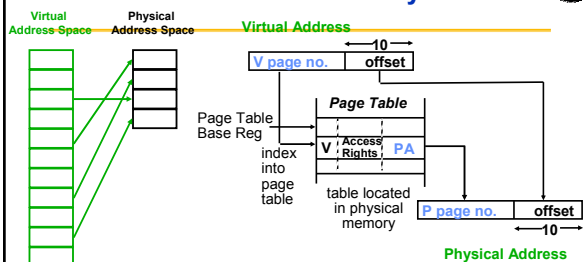 Virtual
Address Space
Physical
Address Space
Virtual Address
10
V page no.
offset
Page Table
Page Table
Base Reg
V
Access
Rights
PA
index
into
page
table
table located
in physical
memory
P page no.
offset
10
Physical Address